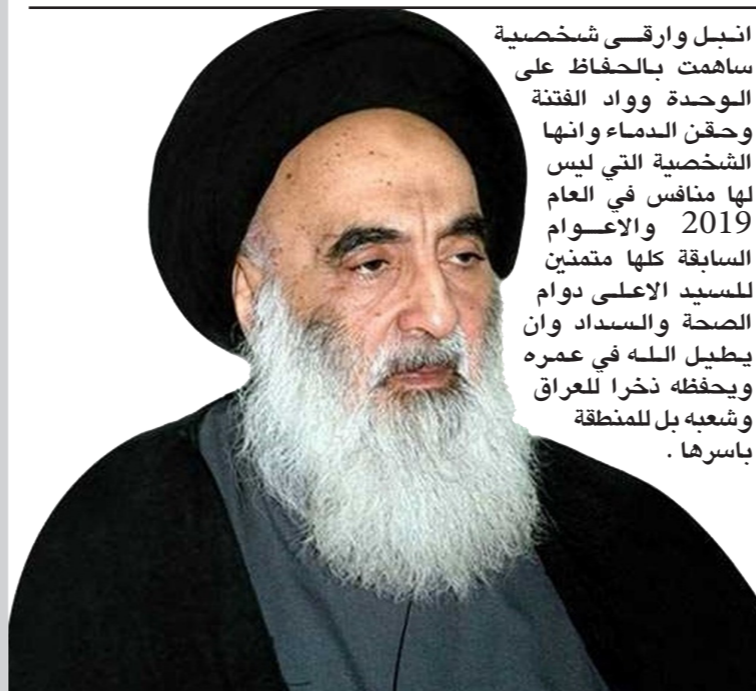 انبل وارقى شخصية
ساهمت بالحفاظ على
الوحدة وواد الفتنة
وحقن الدماء وانها
الشخصية التي ليس
لها منافس في العام
2019 والاعوام
السابقة كلها متمنين
للسيد الاعلى دوام
الصحة والسداد وان
يطيل الله في عمره
ويحفظه ذخرا للعراق
وشعبه بل للمنطقة
باسرها .